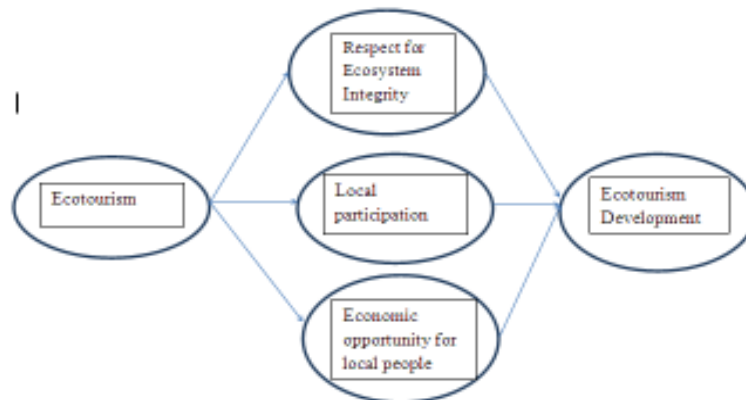 Respect for
Ecosystem
Integrity
Ecotourism
Local
participation
Ecotourism
Development
Economic
opportunity for
local people